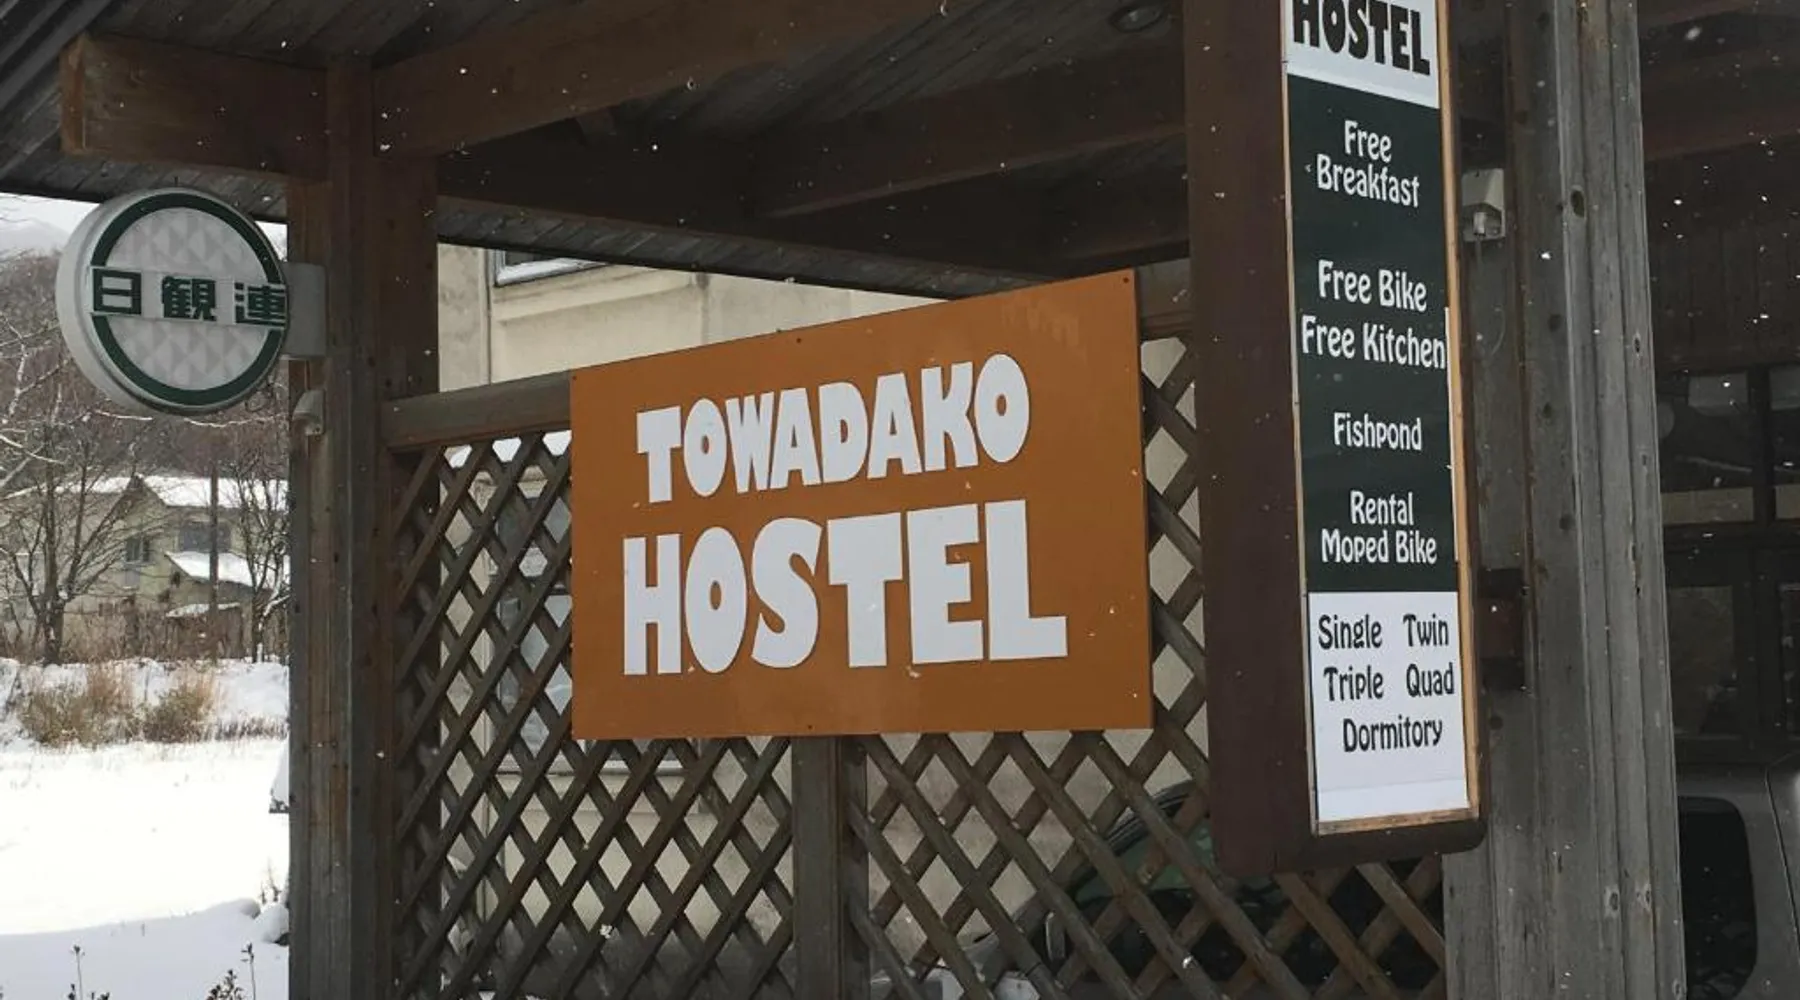 日観連
TOWADAKO
HOSTEL
HOSTEL
Free
Breakfast
Free Bike
Free Kitchen
Fishpond
Rental
Moped Bike
Single Twin
Triple Quad
Dormitory